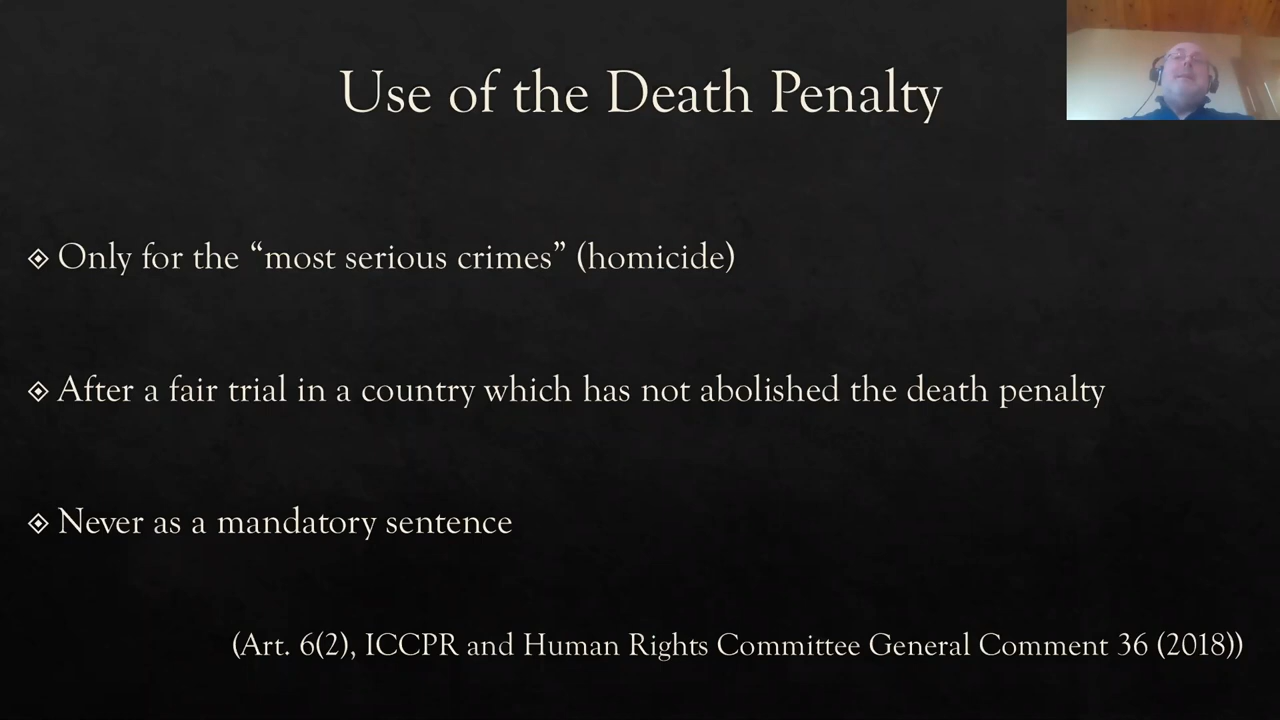 Use of the Death Penalty
Only for the “most serious crimes” (homicide)
After a fair trial in a country which has not abolished the death penalty
Never as a mandatory sentence
(Art. 6(2), ICCPR and Human Rights Committee General Comment 36 (2018))